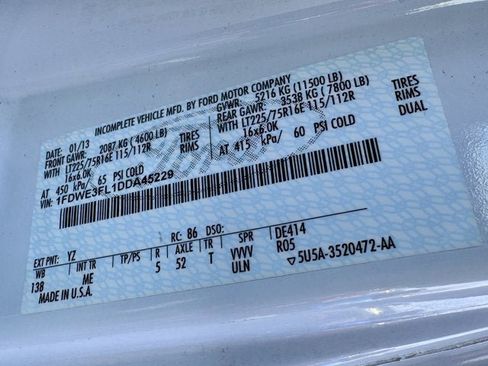 INCOMPLETE VEHICLE MFD. BY FORD MOTOR COMPANY
DATE: 01/13 GVWR: 5216 KG (11500 LB)
FRONT GAWR: 2087 KG (4600 LB) REAR GAWR: 3538 KG (7800 LB)
WITH LT225/75R16E 115/112R TIRES WITH LT225/75R16E 115/112R TIRES
16x6.0K RIMS 16x6.0K RIMS
AT 450 kPa/ 65 PSI COLD AT 415 kPa/ 60 PSI COLD DUAL
VIN: 1FDWE3FL1DDA45229
EXT PNT: YZ RC: 86 DSO: DE414
WB INT TR TP/PS R AXLE TR SPR R05
138 ME 5 52 T VVVV
MADE IN U.S.A. ULN 5U5A-3520472-AA